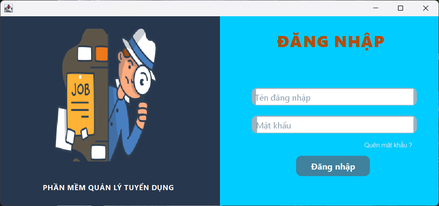 JOB
PHẦN MỀM QUẢN LÝ TUYỂN DỤNG
ĐĂNG NHẬP
Tên đăng nhập
Mật khẩu
Quên mật khẩu ?
Đăng nhập